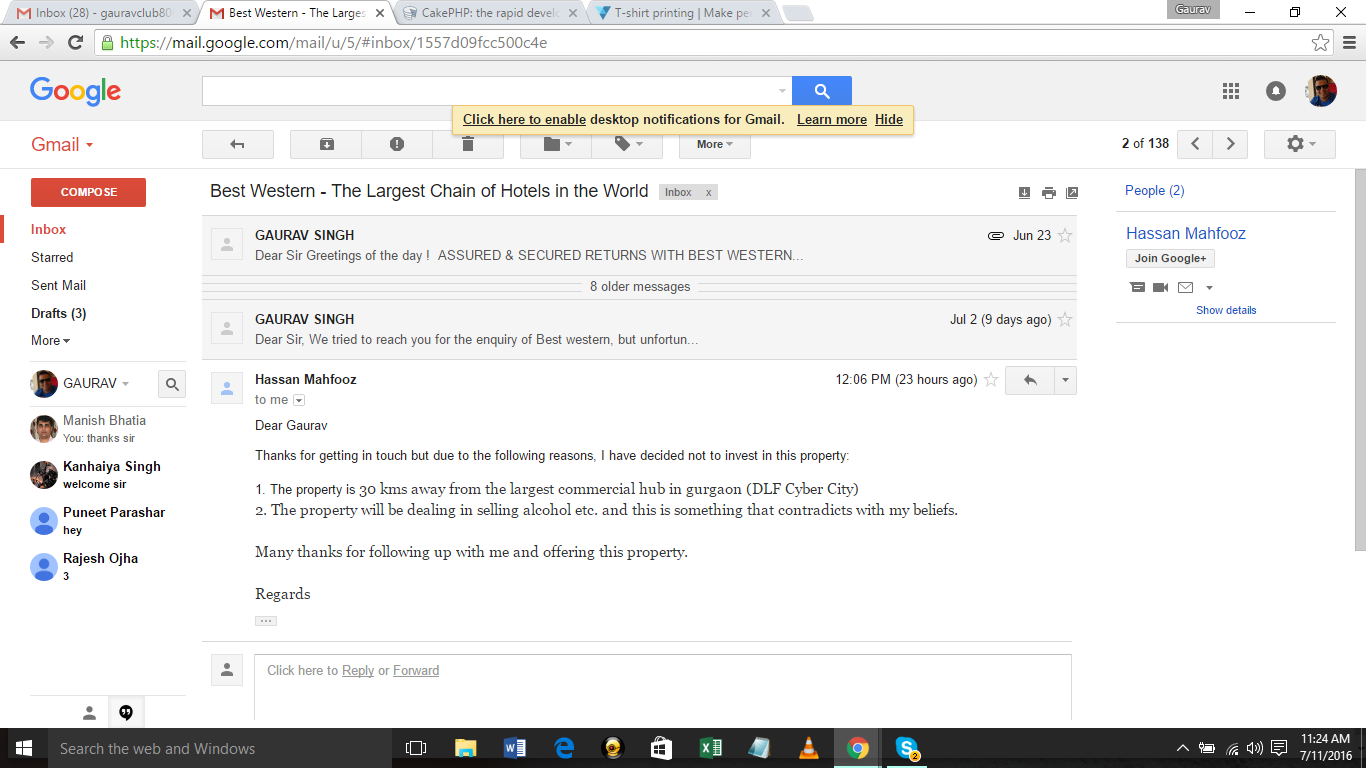 Inbox (28) - gauravclub80
Best Western - The Larges
CakePHP: the rapid develo
T-shirt printing | Make pe
Gaurav
https://mail.google.com/mail/u/5/#inbox/1557d09fcc500c4e
Google
Click here to enable desktop notifications for Gmail. Learn more Hide
Gmail
More
2 of 138
COMPOSE
Inbox
Starred
Sent Mail
Drafts (3)
More
GAURAV
Manish Bhatia
You: thanks sir
Kanhaiya Singh
welcome sir
Puneet Parashar
hey
Rajesh Ojha
3
Best Western - The Largest Chain of Hotels in the World
Inbox x
GAURAV SINGH
Jun 23
Dear Sir Greetings of the day ! ASSURED & SECURED RETURNS WITH BEST WESTERN...
8 older messages
GAURAV SINGH
Jul 2 (9 days ago)
Dear Sir, We tried to reach you for the enquiry of Best western, but unfortun...
Hassan Mahfooz
12:06 PM (23 hours ago)
to me
Dear Gaurav
Thanks for getting in touch but due to the following reasons, I have decided not to invest in this property:
1. The property is 30 kms away from the largest commercial hub in gurgaon (DLF Cyber City)
2. The property will be dealing in selling alcohol etc. and this is something that contradicts with my beliefs.
Many thanks for following up with me and offering this property.
Regards
Click here to Reply or Forward
People (2)
Hassan Mahfooz
Join Google+
Show details
Search the web and Windows
2
11:24 AM
7/11/2016